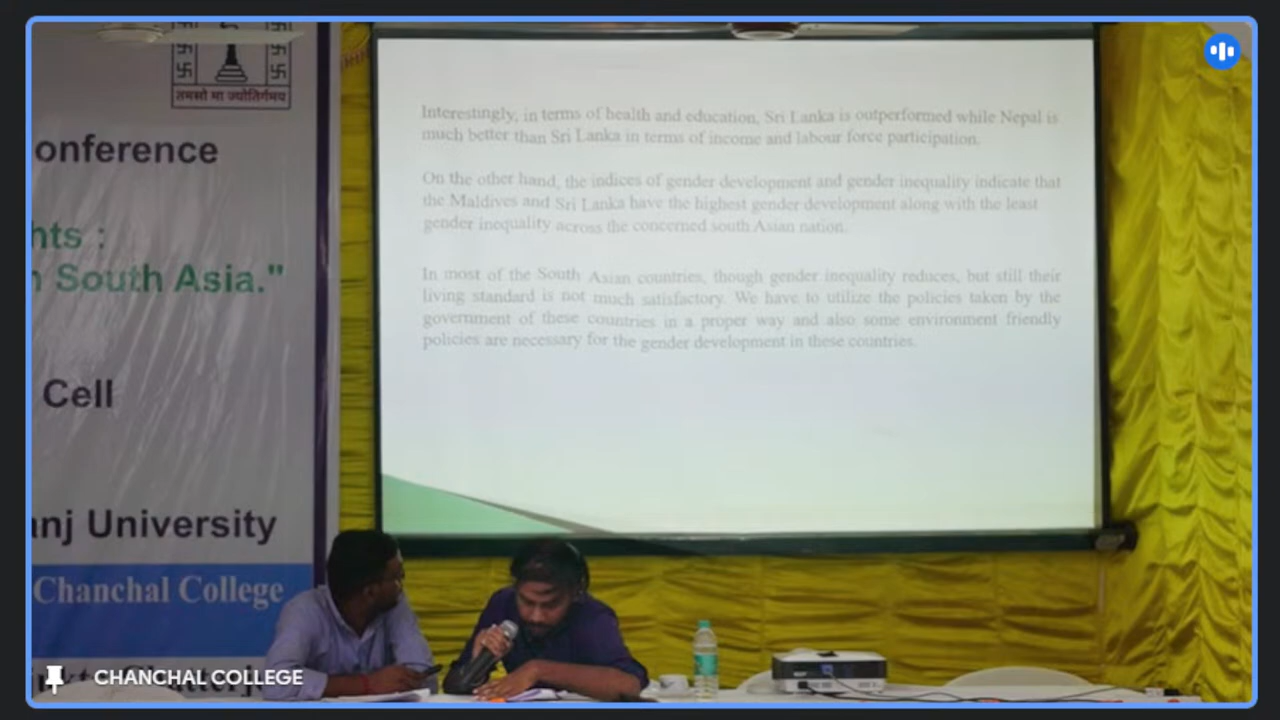 तमसो मा ज्योतिर्गमय
onference
hts :
n South Asia."
Cell
anj University
Chanchal College
Interestingly, in terms of health and education, Sri Lanka is outperformed while Nepal is
much better than Sri Lanka in terms of income and labour force participation.
On the other hand, the indices of gender development and gender inequality indicate that
the Maldives and Sri Lanka have the highest gender development along with the least
gender inequality across the concerned south Asian nation.
In most of the South Asian countries, though gender inequality reduces, but still their
living standard is not much satisfactory. We have to utilize the policies taken by the
government of these countries in a proper way and also some environment friendly
policies are necessary for the gender development in these countries.
CHANCHAL COLLEGE